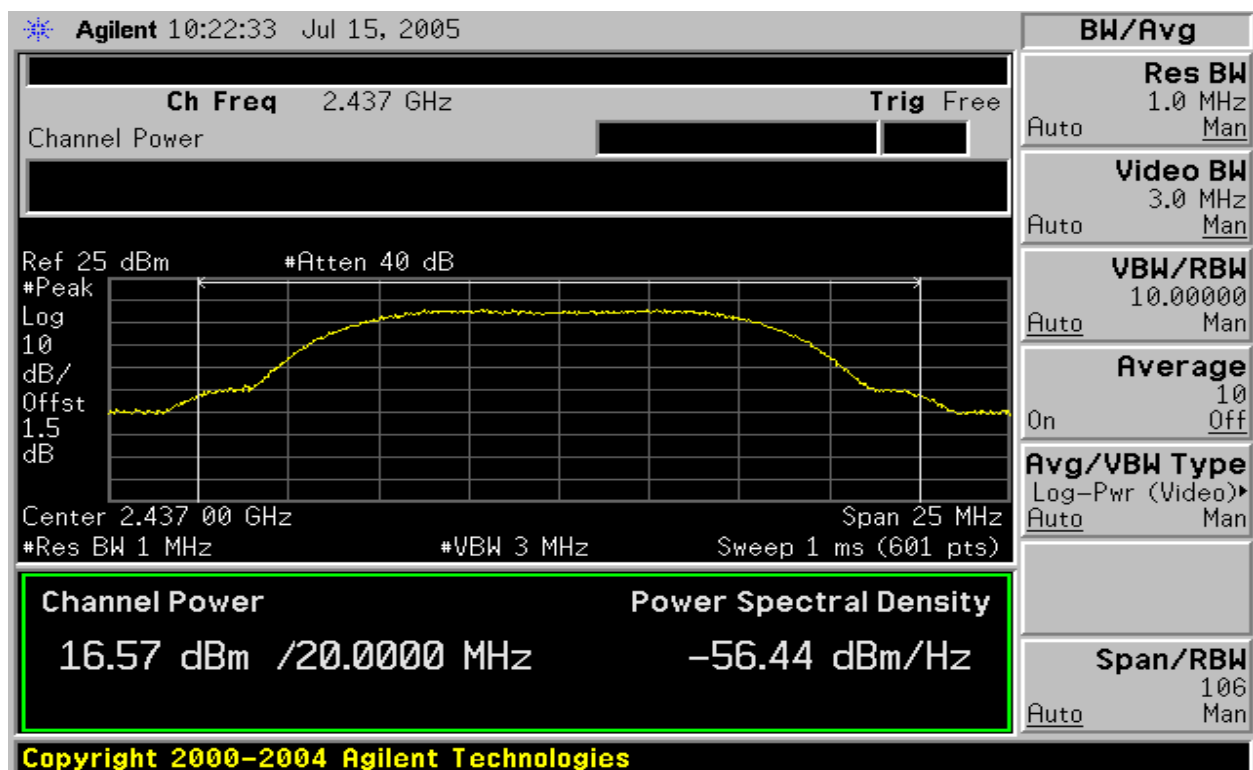 Agilent 10:22:33 Jul 15, 2005
BW/Avg
Ch Freq 2.437 GHz Trig Free
Channel Power
Res BW
1.0 MHz
Auto Man
Video BW
3.0 MHz
Auto Man
VBW/RBW
10.00000
Auto Man
Average
10
On Off
Avg/VBW Type
Log-Pwr (Video)▸
Auto Man
Span/RBW
106
Auto Man
Ref 25 dBm #Atten 40 dB
#Peak
Log
10
dB/
Offst
1.5
dB
Center 2.437 00 GHz Span 25 MHz
#Res BW 1 MHz #VBW 3 MHz Sweep 1 ms (601 pts)
Channel Power Power Spectral Density
16.57 dBm /20.0000 MHz -56.44 dBm/Hz
Copyright 2000-2004 Agilent Technologies